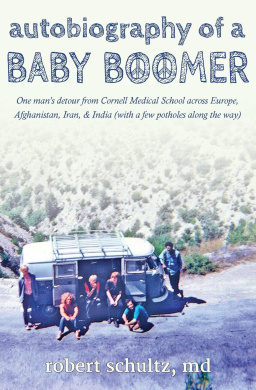 autobiography of a
BABY BOOMER
One man's detour from Cornell Medical School across Europe,
Afghanistan, Iran, & India (with a few potholes along the way)
robert schultz, md